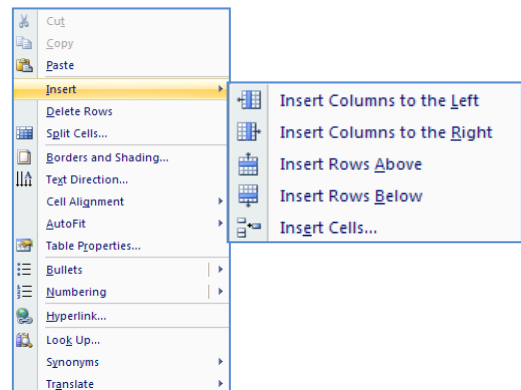 Cut
Copy
Paste
Insert
Delete Rows
Split Cells...
Borders and Shading...
Text Direction...
Cell Alignment
AutoFit
Table Properties...
Bullets
Numbering
Hyperlink...
Look Up...
Synonyms
Translate
Insert Columns to the Left
Insert Columns to the Right
Insert Rows Above
Insert Rows Below
Insert Cells...